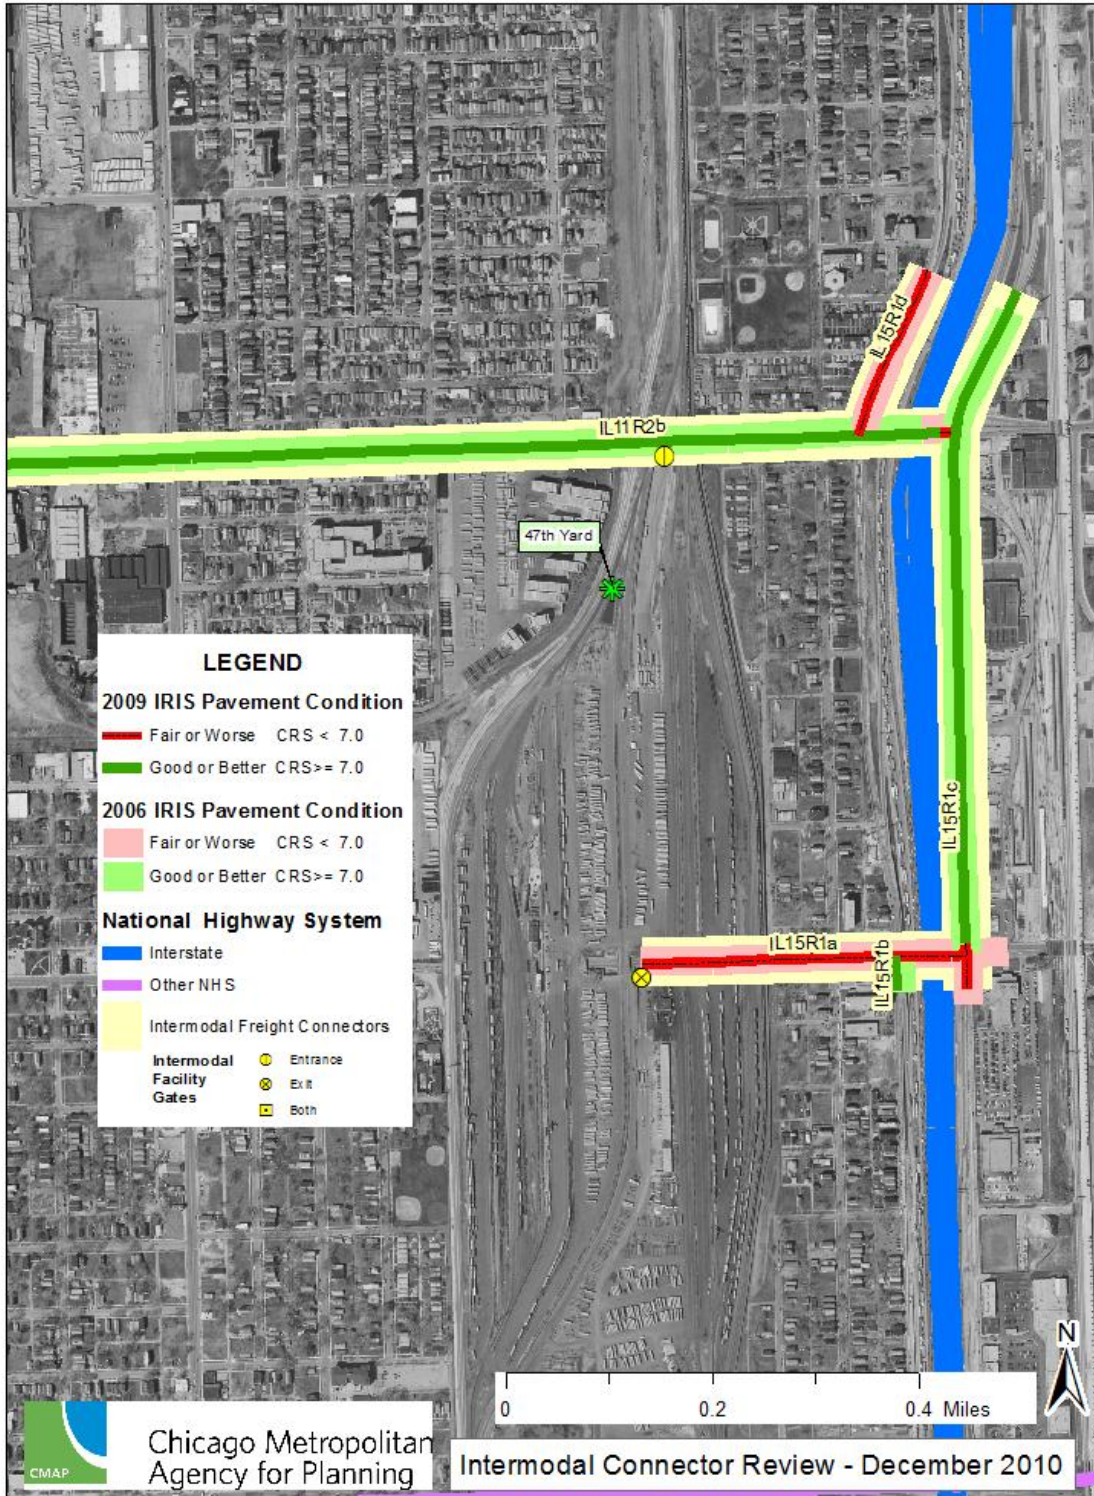 IL15R1d
IL11R2b
47th Yard
LEGEND
2009 IRIS Pavement Condition
Fair or Worse CRS < 7.0
Good or Better CRS>= 7.0
2006 IRIS Pavement Condition
Fair or Worse CRS < 7.0
Good or Better CRS>= 7.0
National Highway System
Interstate
Other NHS
Intermodal Freight Connectors
Intermodal
Facility
Gates
Entrance
Exit
Both
IL15R1c
IL15R1a
IL15R1b
N
0 0.2 0.4 Miles
CMAP
Chicago Metropolitan
Agency for Planning
Intermodal Connector Review - December 2010